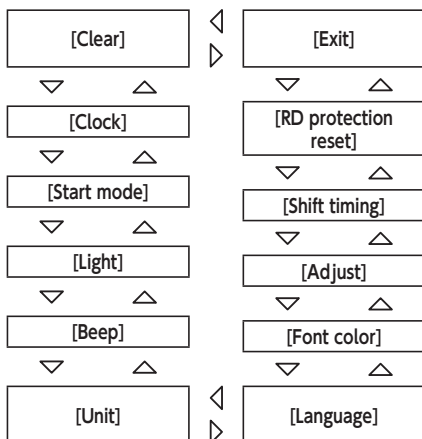 [Clear]
[Clock]
[Start mode]
[Light]
[Beep]
[Unit]
[Exit]
[RD protection
reset]
[Shift timing]
[Adjust]
[Font color]
[Language]